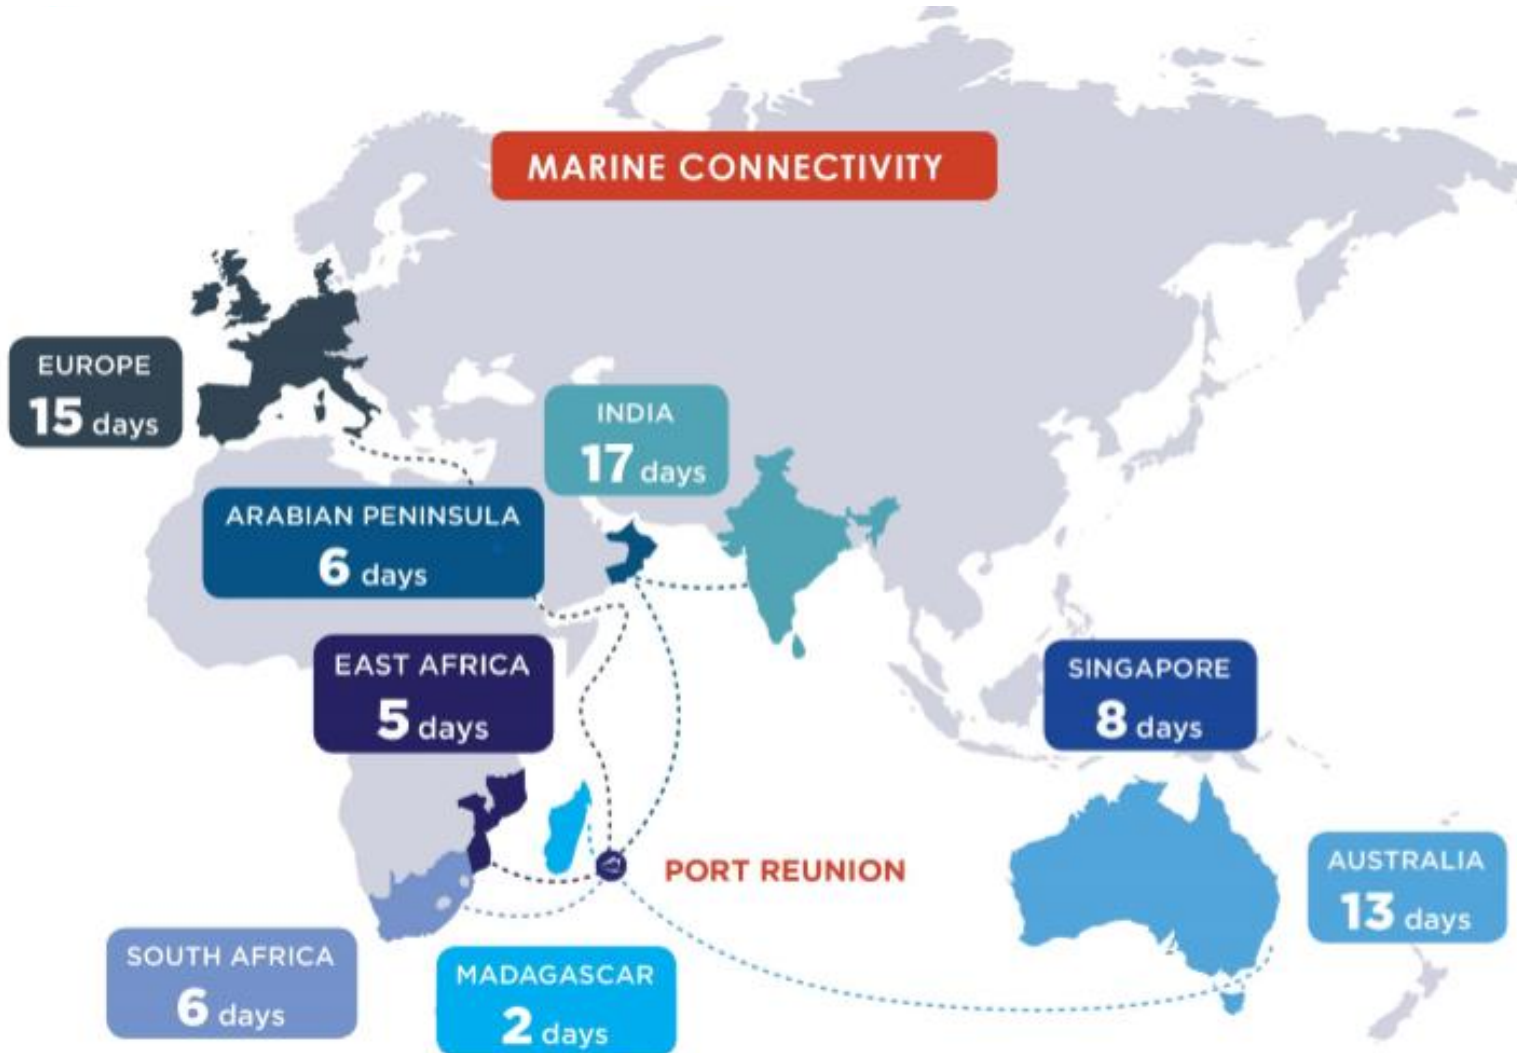 MARINE CONNECTIVITY
EUROPE
15 days
INDIA
17 days
ARABIAN PENINSULA
6 days
EAST AFRICA
5 days
SINGAPORE
8 days
PORT REUNION
AUSTRALIA
13 days
SOUTH AFRICA
6 days
MADAGASCAR
2 days